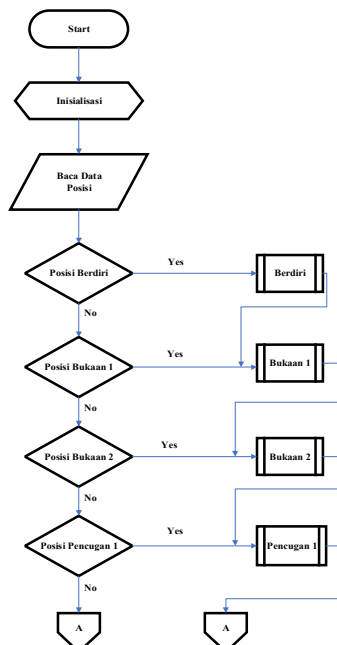 Start
Inisialisasi
Baca Data
Posisi
Posisi Berdiri
Yes
Berdiri
No
Posisi Bukaan 1
Yes
Bukaan 1
No
Posisi Bukaan 2
Yes
Bukaan 2
No
Posisi Pencugan 1
Yes
Pencugan 1
No
A
A